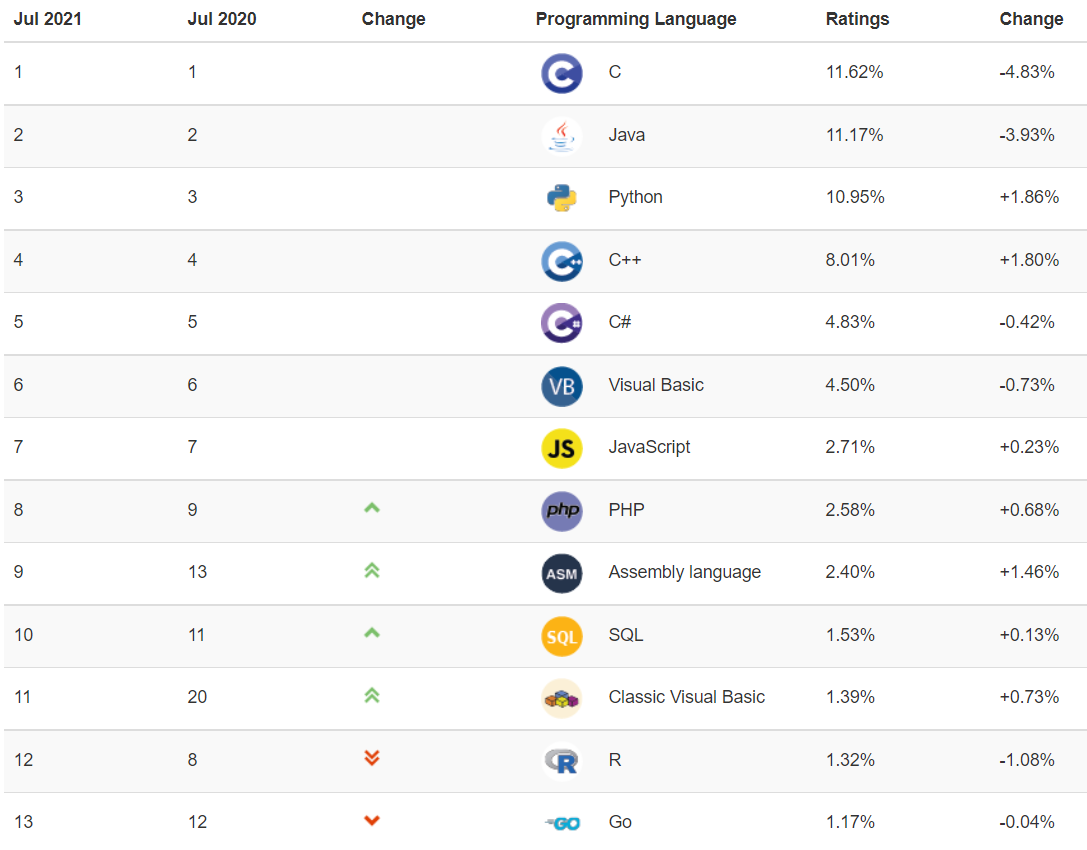 Jul 2021 Jul 2020 Change Programming Language Ratings Change
1 1 C 11.62% -4.83%
2 2 Java 11.17% -3.93%
3 3 Python 10.95% +1.86%
4 4 C++ 8.01% +1.80%
5 5 C# 4.83% -0.42%
6 6 VB Visual Basic 4.50% -0.73%
7 7 JS JavaScript 2.71% +0.23%
8 9 php PHP 2.58% +0.68%
9 13 ASM Assembly language 2.40% +1.46%
10 11 SQL SQL 1.53% +0.13%
11 20 Classic Visual Basic 1.39% +0.73%
12 8 R R 1.32% -1.08%
13 12 GO Go 1.17% -0.04%